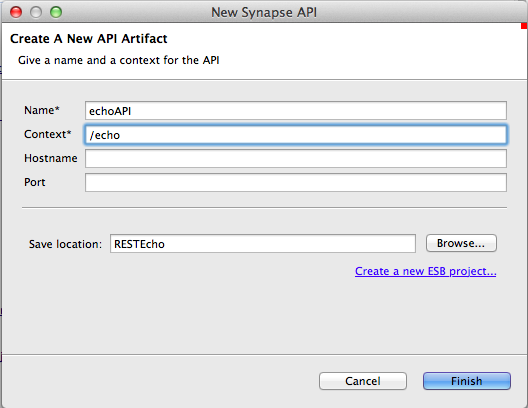 New Synapse API
Create A New API Artifact
Give a name and a context for the API
Name* echoAPI
Context* /echo
Hostname
Port
Save location: RESTEcho Browse...
Create a new ESB project...
Cancel Finish